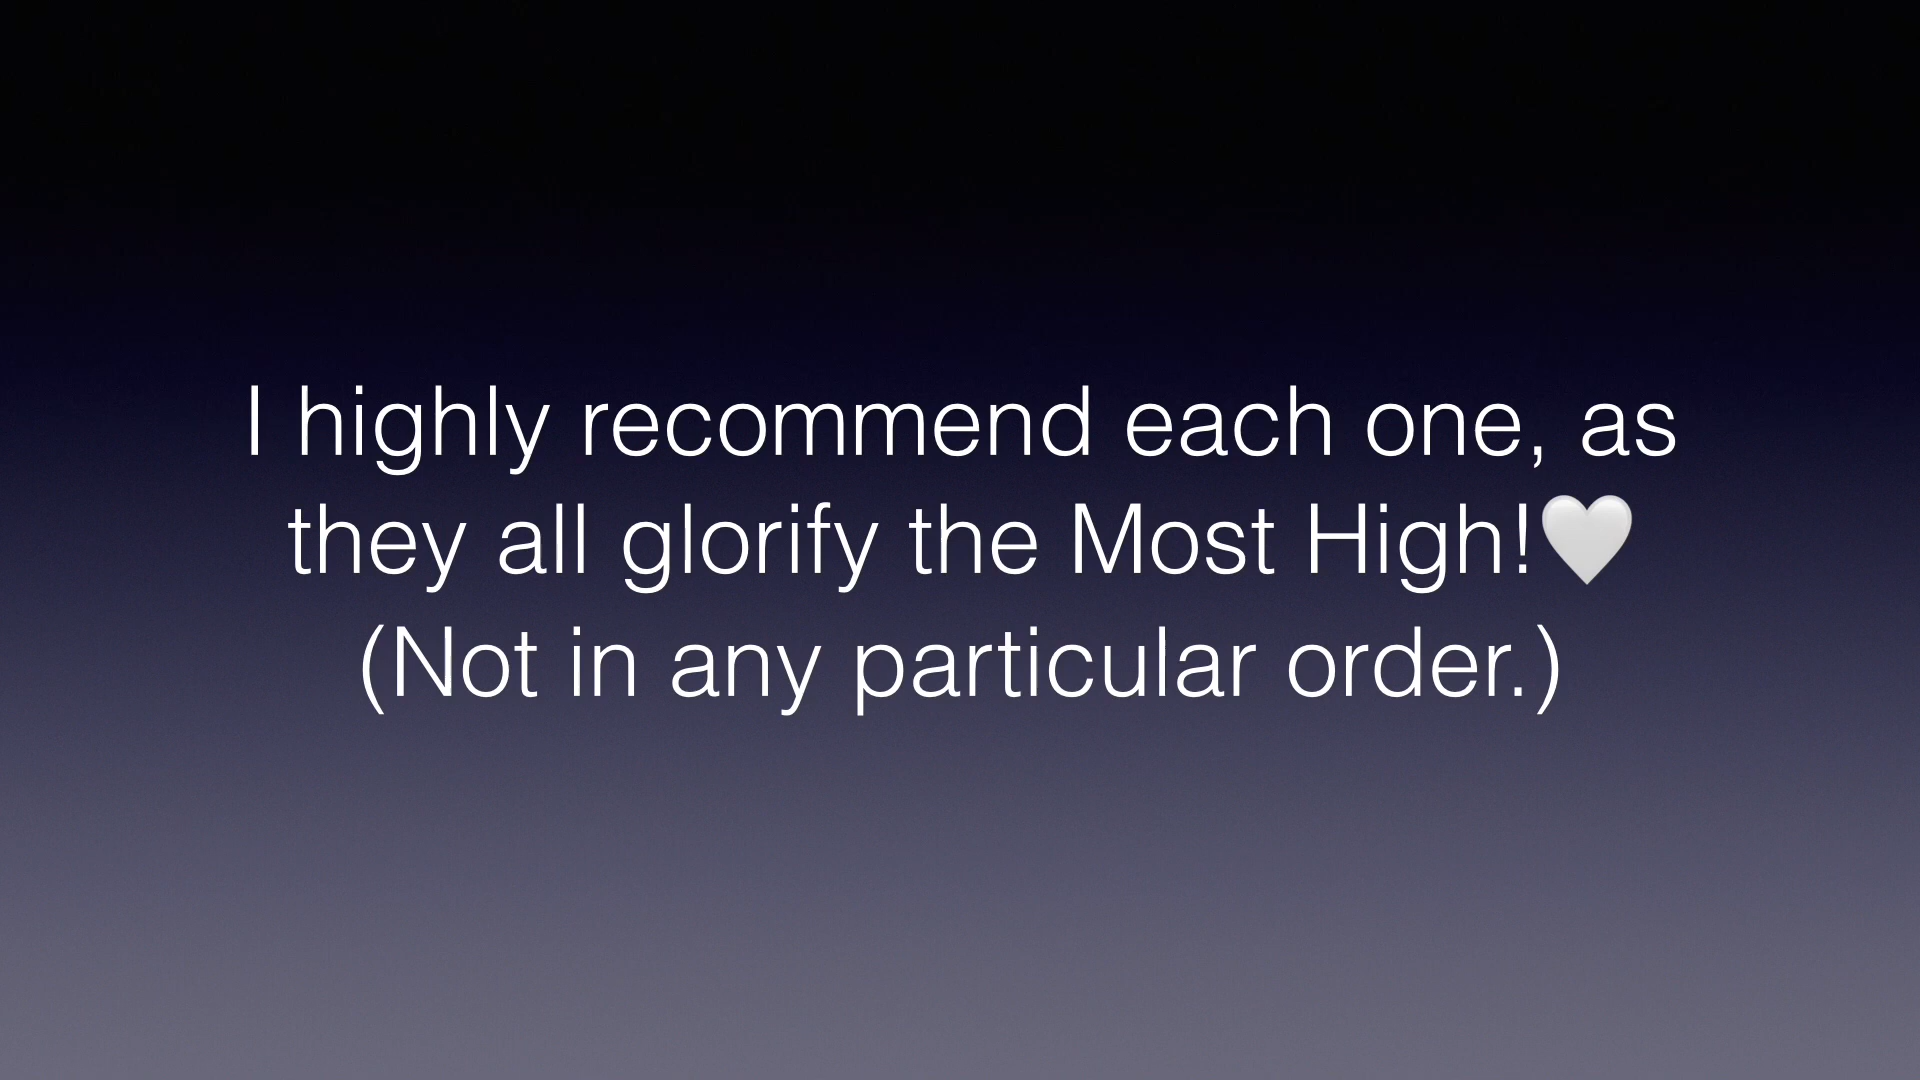 I highly recommend each one, as
they all glorify the Most High!🤍
(Not in any particular order.)